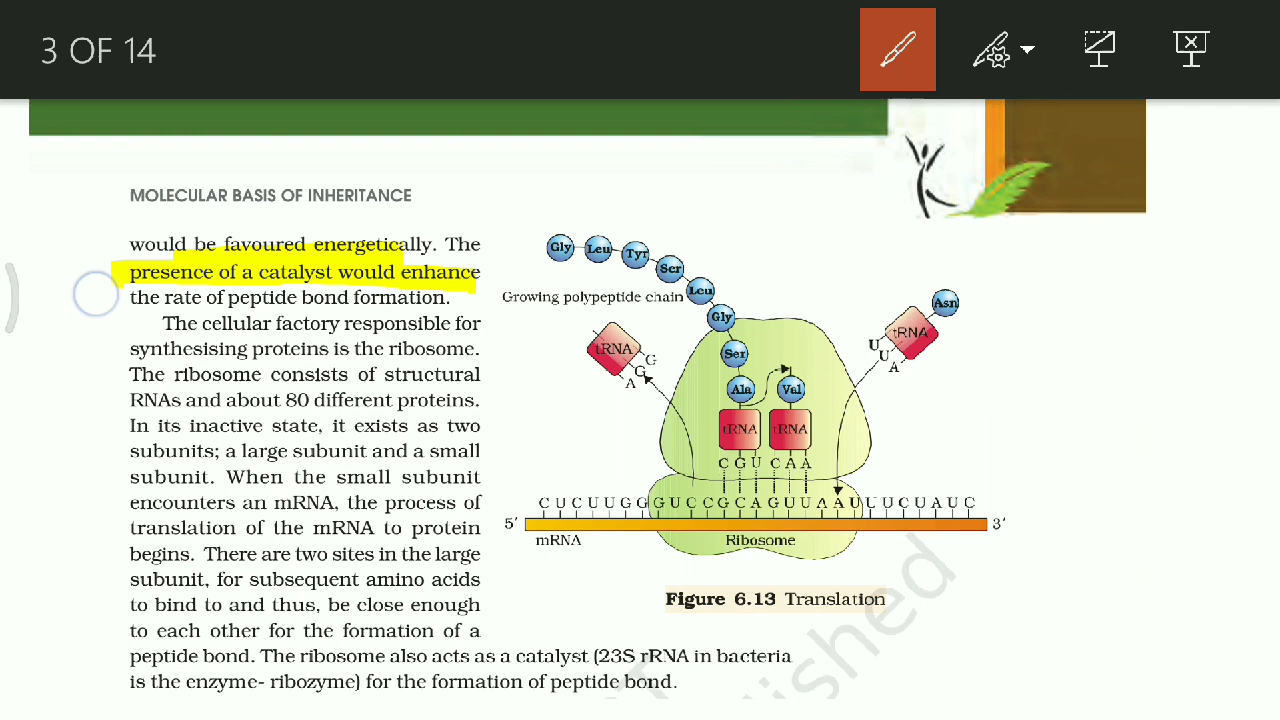 3 OF 14
MOLECULAR BASIS OF INHERITANCE
would be favoured energetically. The
presence of a catalyst would enhance
the rate of peptide bond formation.
The cellular factory responsible for
synthesising proteins is the ribosome.
The ribosome consists of structural
RNAs and about 80 different proteins.
In its inactive state, it exists as two
subunits; a large subunit and a small
subunit. When the small subunit
encounters an mRNA, the process of
translation of the mRNA to protein
begins. There are two sites in the large
subunit, for subsequent amino acids
to bind to and thus, be close enough
to each other for the formation of a
peptide bond. The ribosome also acts as a catalyst (23S rRNA in bacteria
is the enzyme- ribozyme) for the formation of peptide bond.
Gly
Leu
Tyr
Ser
Leu
Gly
Ser
Ala
Val
Asn
Growing polypeptide chain
tRNA
G
G
A
tRNA
U
U
A
tRNA
tRNA
C G U C A A
C U C U U G G G U C C G C A G U U A A U U U C U A U C
5′
3′
mRNA
Ribosome
Figure 6.13 Translation